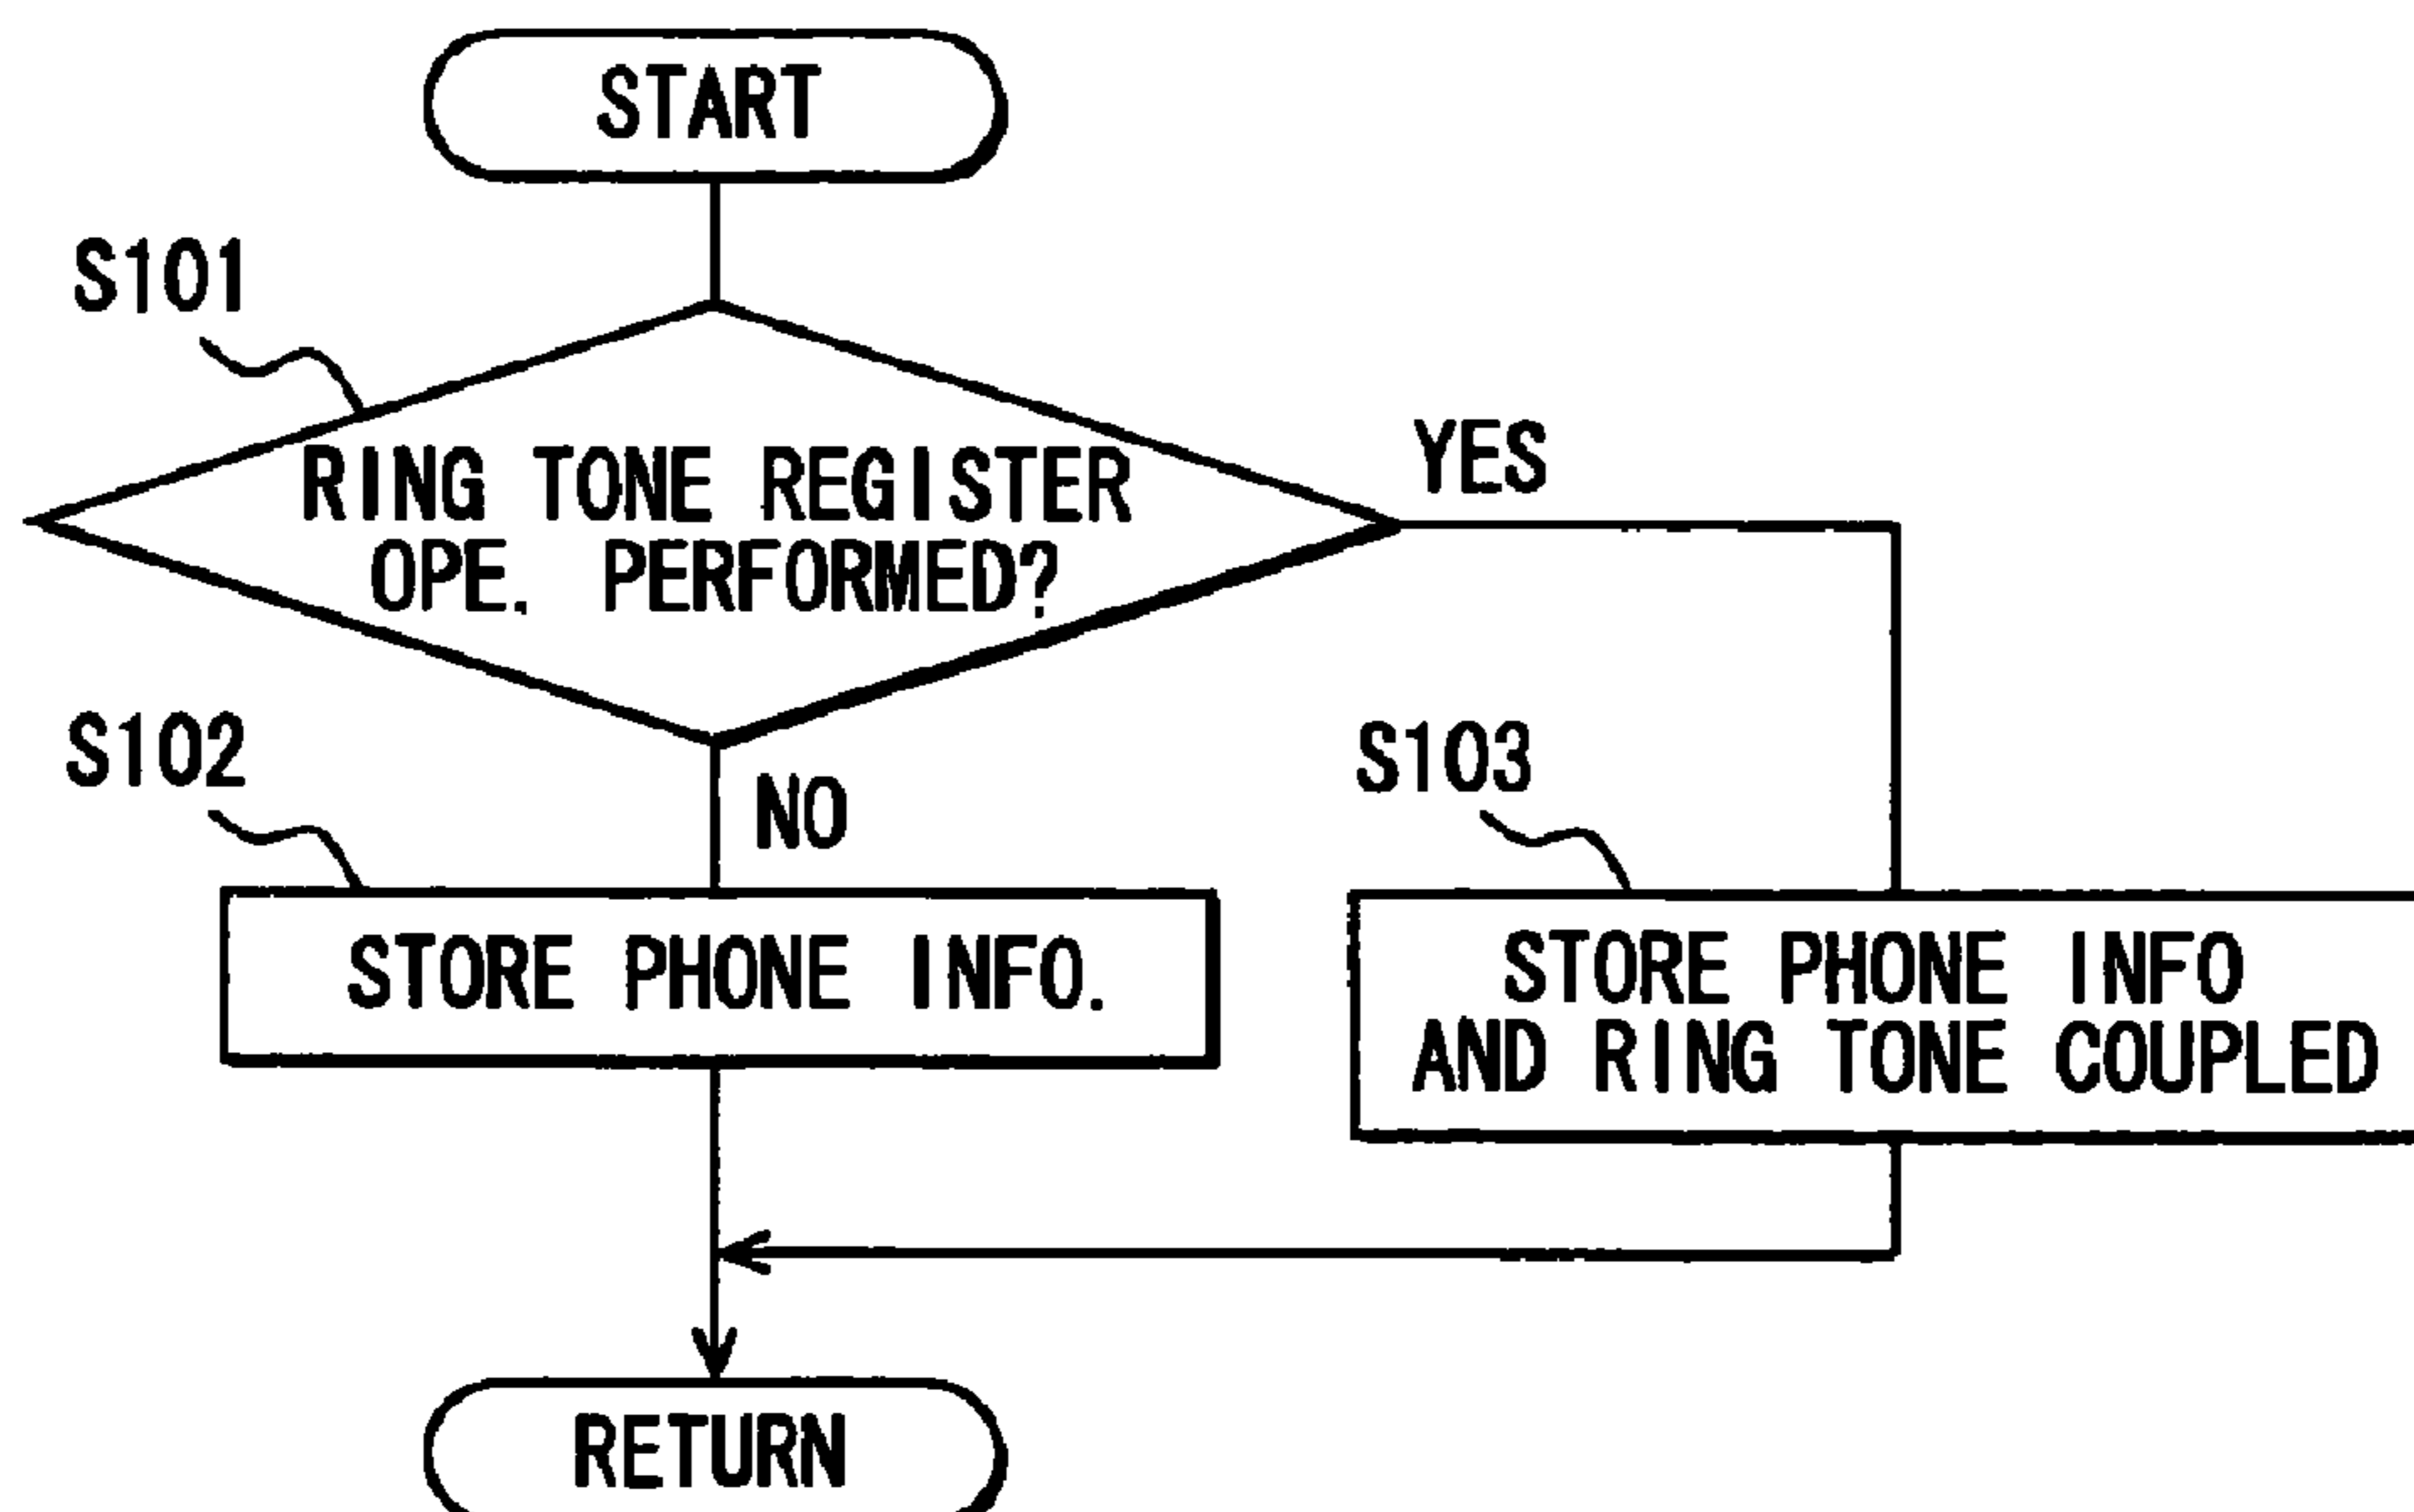 START
S101
YES
RING TONE REGISTER
OPE. PERFORMED?
S102
NO
S103
STORE PHONE INFO.
STORE PHONE INFO
AND RING TONE COUPLED
RETURN